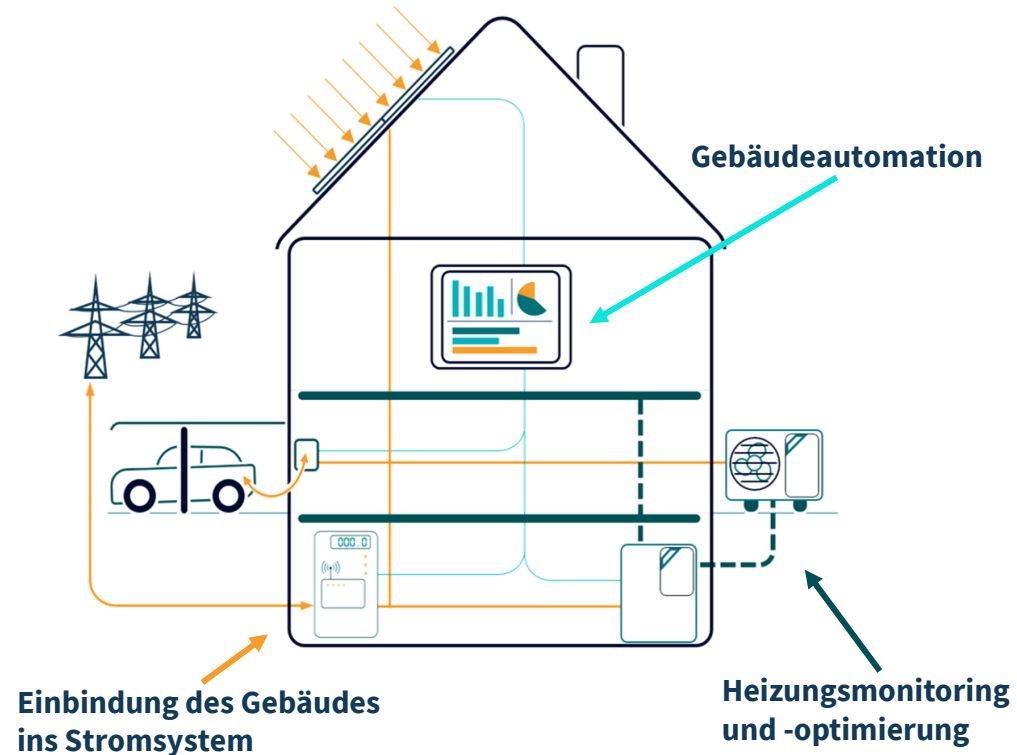 Gebäudeautomation
000.0
Einbindung des Gebäudes
ins Stromsystem
Heizungsmonitoring
und -optimierung